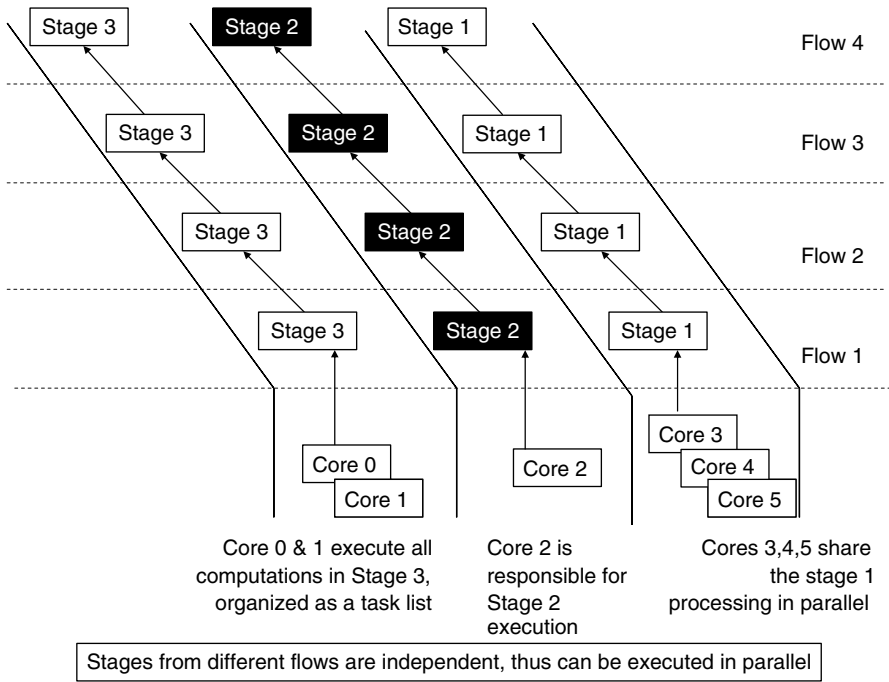 Stage 3
Stage 2
Stage 1
Flow 4
Stage 3
Stage 2
Stage 1
Flow 3
Stage 3
Stage 2
Stage 1
Flow 2
Stage 3
Stage 2
Stage 1
Flow 1
Core 0
Core 1
Core 2
Core 3
Core 4
Core 5
Core 0 & 1 execute all
computations in Stage 3,
organized as a task list
Core 2 is
responsible for
Stage 2
execution
Cores 3,4,5 share
the stage 1
processing in parallel
Stages from different flows are independent, thus can be executed in parallel